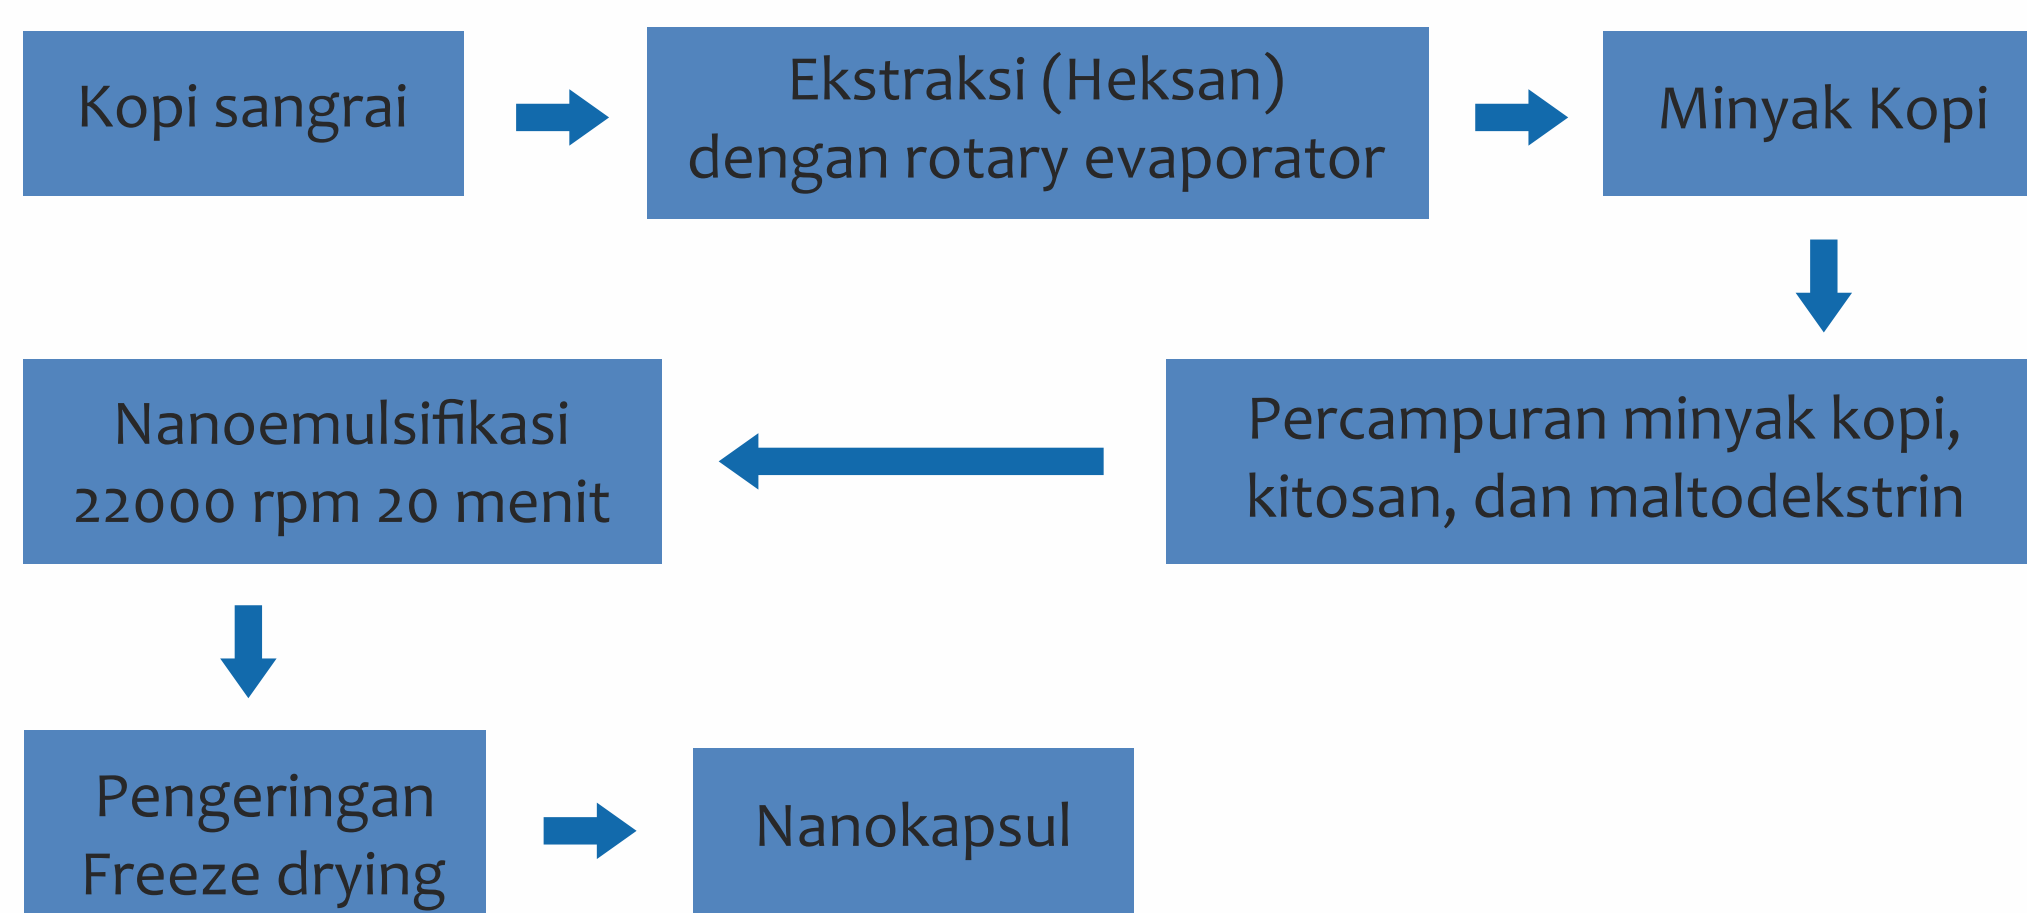 Kopi sangrai
Ekstraksi (Heksan)
dengan rotary evaporator
Minyak Kopi
Percampuran minyak kopi,
kitosan, dan maltodekstrin
Nanoemulsifikasi
22000 rpm 20 menit
Pengeringan
Freeze drying
Nanokapsul